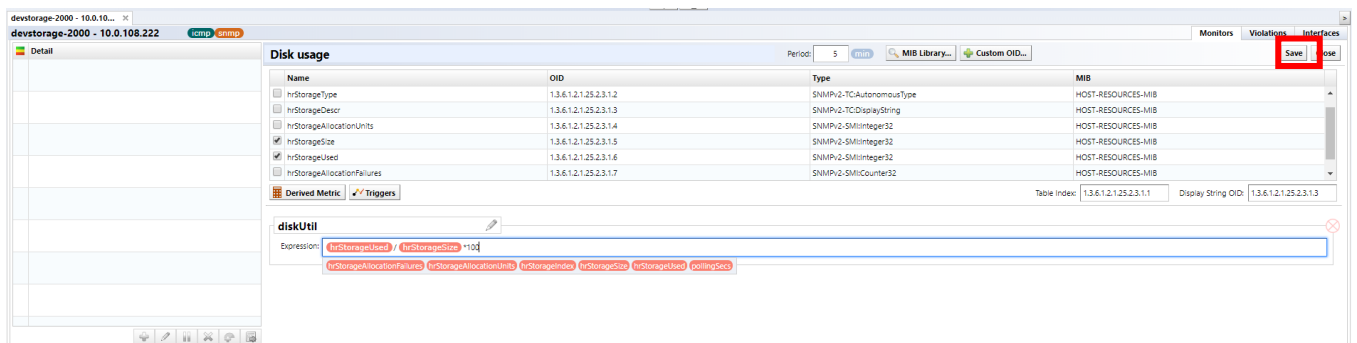 devstorage-2000 - 10.0.10...
devstorage-2000 - 10.0.108.222 icmp snmp Monitors Violations Interfaces
Detail
Disk usage Period: 5 min MIB Library... Custom OID... Save
Name OID Type MIB
hrStorageType 1.3.6.1.2.1.25.2.3.1.2 SNMPv2-TC:AutonomousType HOST-RESOURCES-MIB
hrStorageDescr 1.3.6.1.2.1.25.2.3.1.3 SNMPv2-TC:DisplayString HOST-RESOURCES-MIB
hrStorageAllocationUnits 1.3.6.1.2.1.25.2.3.1.4 SNMPv2-SMI:Integer32 HOST-RESOURCES-MIB
hrStorageSize 1.3.6.1.2.1.25.2.3.1.5 SNMPv2-SMI:Integer32 HOST-RESOURCES-MIB
hrStorageUsed 1.3.6.1.2.1.25.2.3.1.6 SNMPv2-SMI:Integer32 HOST-RESOURCES-MIB
hrStorageAllocationFailures 1.3.6.1.2.1.25.2.3.1.7 SNMPv2-SMI:Counter32 HOST-RESOURCES-MIB
Derived Metric Triggers Table Index: 1.3.6.1.2.1.25.2.3.1.1 Display String OID: 1.3.6.1.2.1.25.2.3.1.3
diskUtil
Expression: hrStorageUsed / hrStorageSize *100
hrStorageAllocationFailures hrStorageAllocationUnits hrStorageIndex hrStorageSize hrStorageUsed pollingSecs